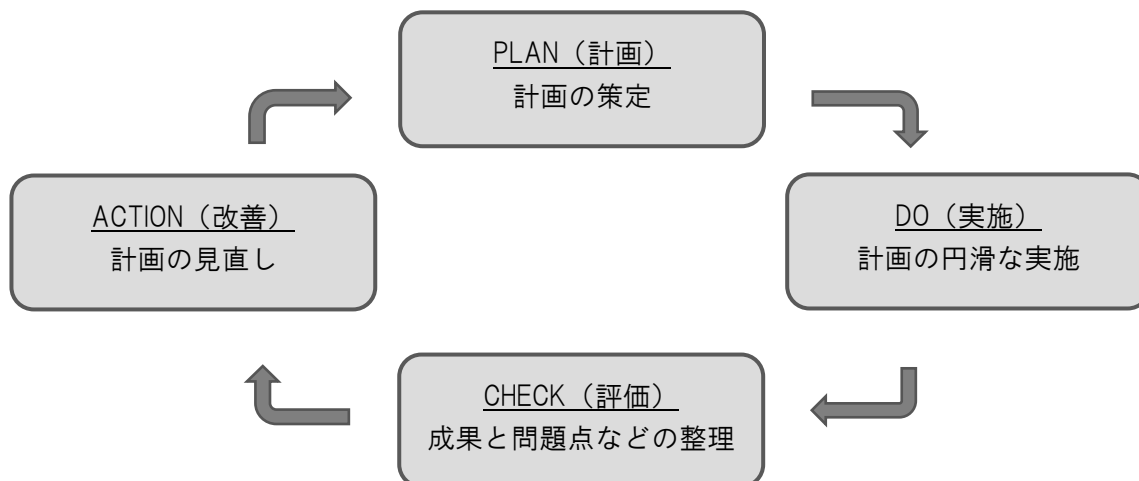 PLAN（計画）
計画の策定
ACTION（改善）
計画の見直し
DO（実施）
計画の円滑な実施
CHECK（評価）
成果と問題点などの整理